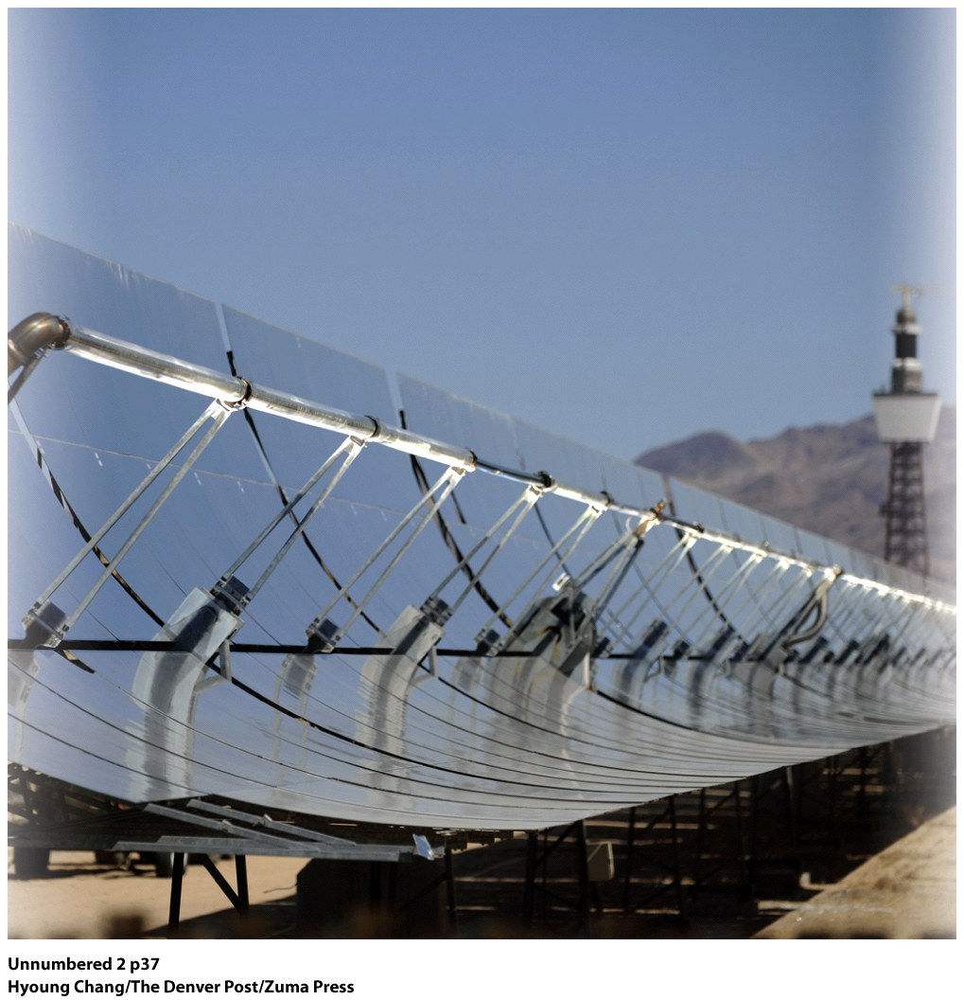 Unnumbered 2 p37
Hyoung Chang/The Denver Post/Zuma Press